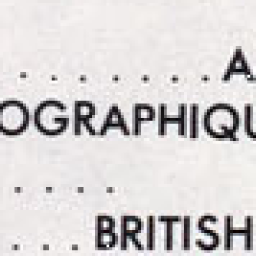 . . . . . . . A
OGRAPHIQU
. . . . .
. . . BRITISH